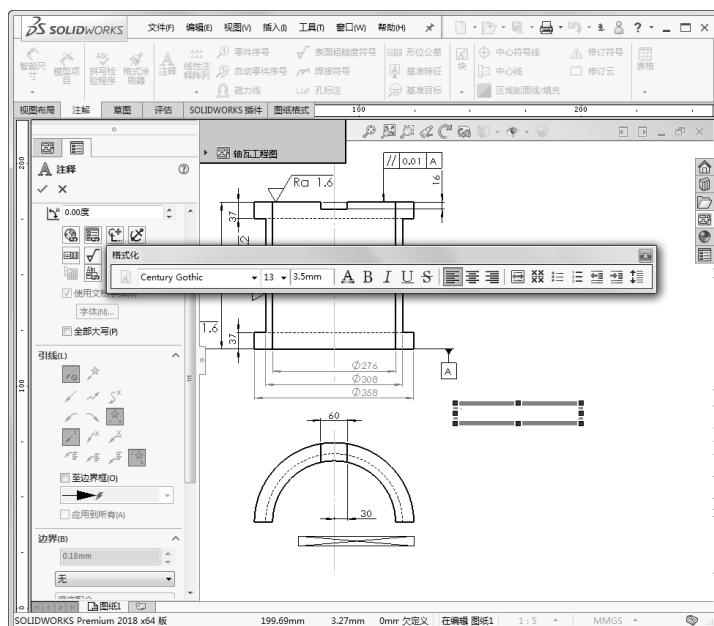 SOLIDWORKS
文件(F) 编辑(E) 视图(V) 插入(I) 工具(T) 窗口(W) 帮助(H)
智能尺寸 模型项目 拼写检验程序 格式涂刷器 注释 线性注释阵列
零件序号 表面粗糙度符号 形位公差
自动零件序号 焊接符号 基准特征
磁力线 孔标注 基准目标
块
中心符号线 修订符号
中心线 修订云
区域剖面线/填充
表格
视图布局 注解 草图 评估 SOLIDWORKS 插件 图纸格式
100 200
轴瓦工程图
注释
0.00度
格式化
Century Gothic 13 3.5mm A B I U S
字体(N)...
全部大写(P)
引线(L)
至边界框(O)
应用到所有(A)
边界(B)
0.18mm
无
200
100
Ra 1.6
// 0.01 A
16
37
1.6
37
A
Ø276
Ø308
Ø358
60
30
图纸1
SOLIDWORKS Premium 2018 x64 版 199.69mm 3.27mm 0mm 欠定义 在编辑 图纸1 1 : 5 MMGS